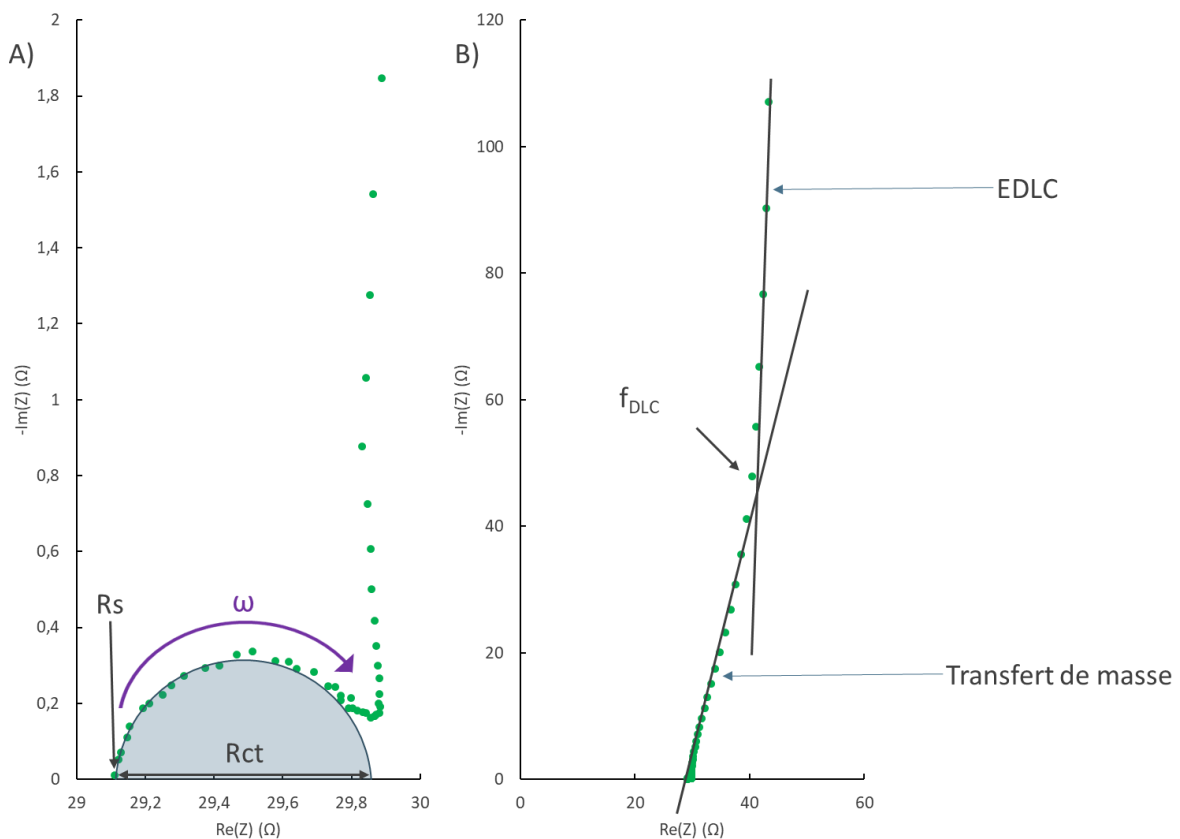 A)
2
1,8
1,6
1,4
1,2
1
0,8
0,6
0,4
0,2
0
-Im(Z) (Ω)
Rs
ω
Rct
29
29,2
29,4
29,6
29,8
30
Re(Z) (Ω)
B)
120
100
80
60
40
20
0
-Im(Z) (Ω)
EDLC
fDLC
Transfert de masse
0
20
40
60
Re(Z) (Ω)